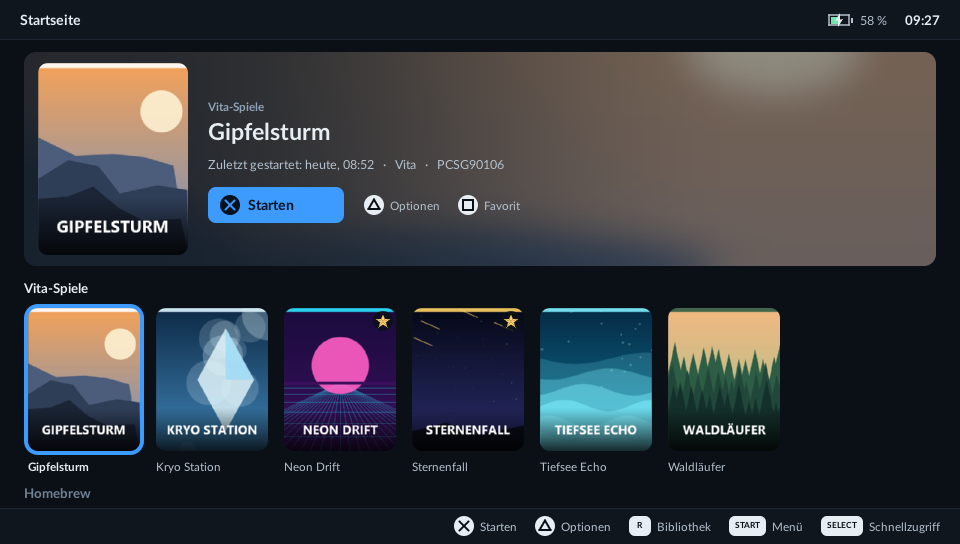 Startseite
58 %
09:27
GIPFELSTURM
Vita-Spiele
Gipfelsturm
Zuletzt gestartet: heute, 08:52 · Vita · PCSG90106
Starten
Optionen
Favorit
Vita-Spiele
GIPFELSTURM
KRYO STATION
NEON DRIFT
STERNENFALL
TIEFSEE ECHO
WALDLÄUFER
Gipfelsturm
Kryo Station
Neon Drift
Sternenfall
Tiefsee Echo
Waldläufer
Homebrew
Starten
Optionen
R Bibliothek
START Menü
SELECT Schnellzugriff